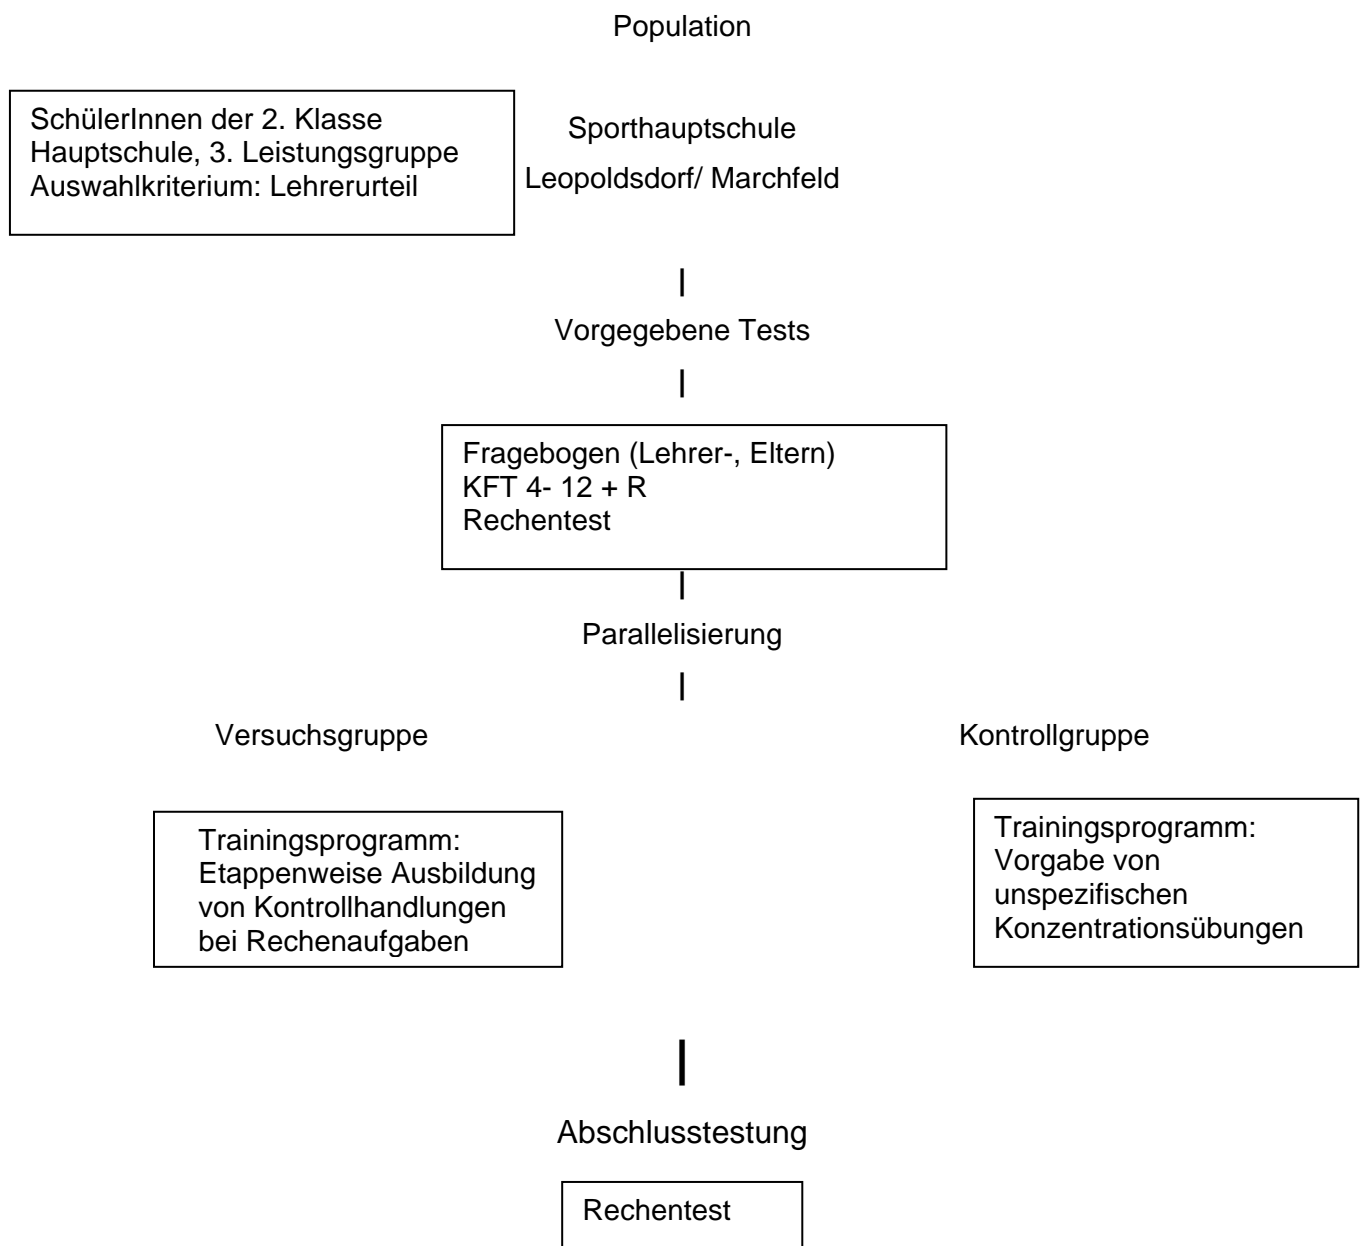 Population
SchülerInnen der 2. Klasse
Hauptschule, 3. Leistungsgruppe
Auswahlkriterium: Lehrerurteil
Sporthauptschule
Leopoldsdorf/ Marchfeld
Vorgegebene Tests
Fragebogen (Lehrer-, Eltern)
KFT 4- 12 + R
Rechentest
Parallelisierung
Versuchsgruppe
Kontrollgruppe
Trainingsprogramm:
Etappenweise Ausbildung
von Kontrollhandlungen
bei Rechenaufgaben
Trainingsprogramm:
Vorgabe von
unspezifischen
Konzentrationsübungen
Abschlusstestung
Rechentest